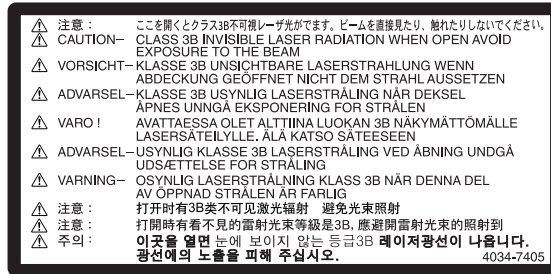 注意： ここを開くとクラス3B不可視レーザ光がでます。ビームを直接見たり、触れたりしないでください。
CAUTION– CLASS 3B INVISIBLE LASER RADIATION WHEN OPEN AVOID
EXPOSURE TO THE BEAM
VORSICHT– KLASSE 3B UNSICHTBARE LASERSTRAHLUNG WENN
ABDECKUNG GEÖFFNET NICHT DEM STRAHL AUSSETZEN
ADVARSEL– KLASSE 3B USYNLIG LASERSTRÅLING NÅR DEKSEL
ÅPNES UNNGÅ EKSPONERING FOR STRÅLEN
VARO ! AVATTAESSA OLET ALTTIINA LUOKAN 3B NÄKYMÄTTÖMÄLLE
LASERSÄTEILYLLE. ÄLÄ KATSO SÄTEESEEN
ADVARSEL– USYNLIG KLASSE 3B LASERSTRÅLING VED ÅBNING UNDGÅ
UDSÆTTELSE FOR STRÅLING
VARNING– OSYNLIG LASERSTRÅLNING KLASS 3B NÄR DENNA DEL
AV ÖPPNAD STRÅLEN ÄR FARLIG
注意： 打开时有3B类不可见激光辐射 避免光束照射
注意： 打開時有看不見的雷射光束等級是3B, 應避開雷射光束的照射到
주의 : 이곳을 열면 눈에 보이지 않는 등급3B 레이저광선이 나옵니다.
광선에의 노출을 피해 주십시오.
4034-7405